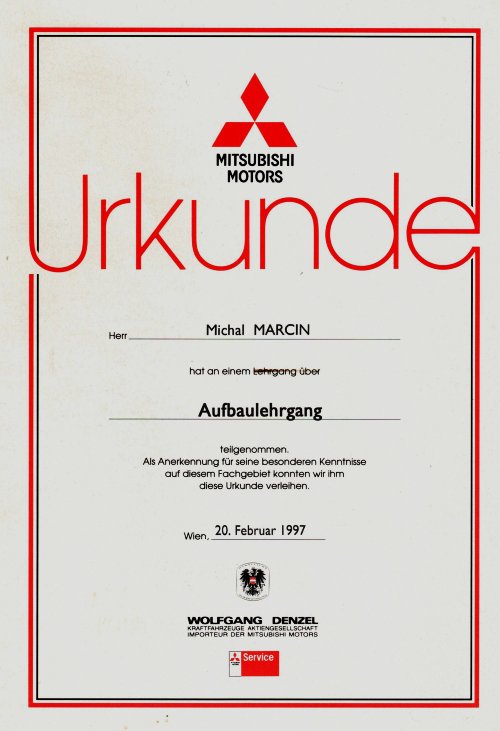 MITSUBISHI
MOTORS
Urkunde
Herr Michal MARCIN
hat an einem Lehrgang über
Aufbaulehrgang
teilgenommen.
Als Anerkennung für seine besonderen Kenntnisse
auf diesem Fachgebiet konnten wir ihm
diese Urkunde verleihen.
Wien, 20. Februar 1997
WOLFGANG DENZEL
KRAFTFAHRZEUGE AKTIENGESELLSCHAFT
IMPORTEUR DER MITSUBISHI MOTORS
Service